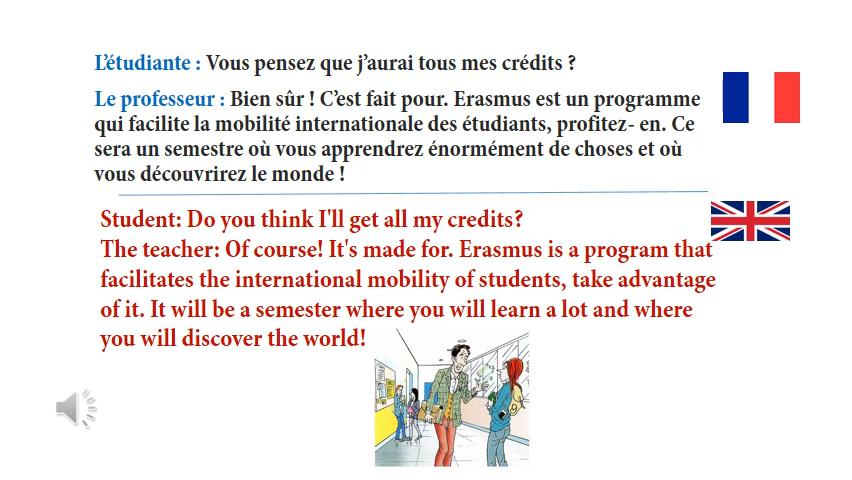 L’étudiante : Vous pensez que j’aurai tous mes crédits ?
Le professeur : Bien sûr ! C’est fait pour. Erasmus est un programme
qui facilite la mobilité internationale des étudiants, profitez- en. Ce
sera un semestre où vous apprendrez énormément de choses et où
vous découvrirez le monde !
Student: Do you think I'll get all my credits?
The teacher: Of course! It's made for. Erasmus is a program that
facilitates the international mobility of students, take advantage
of it. It will be a semester where you will learn a lot and where
you will discover the world!